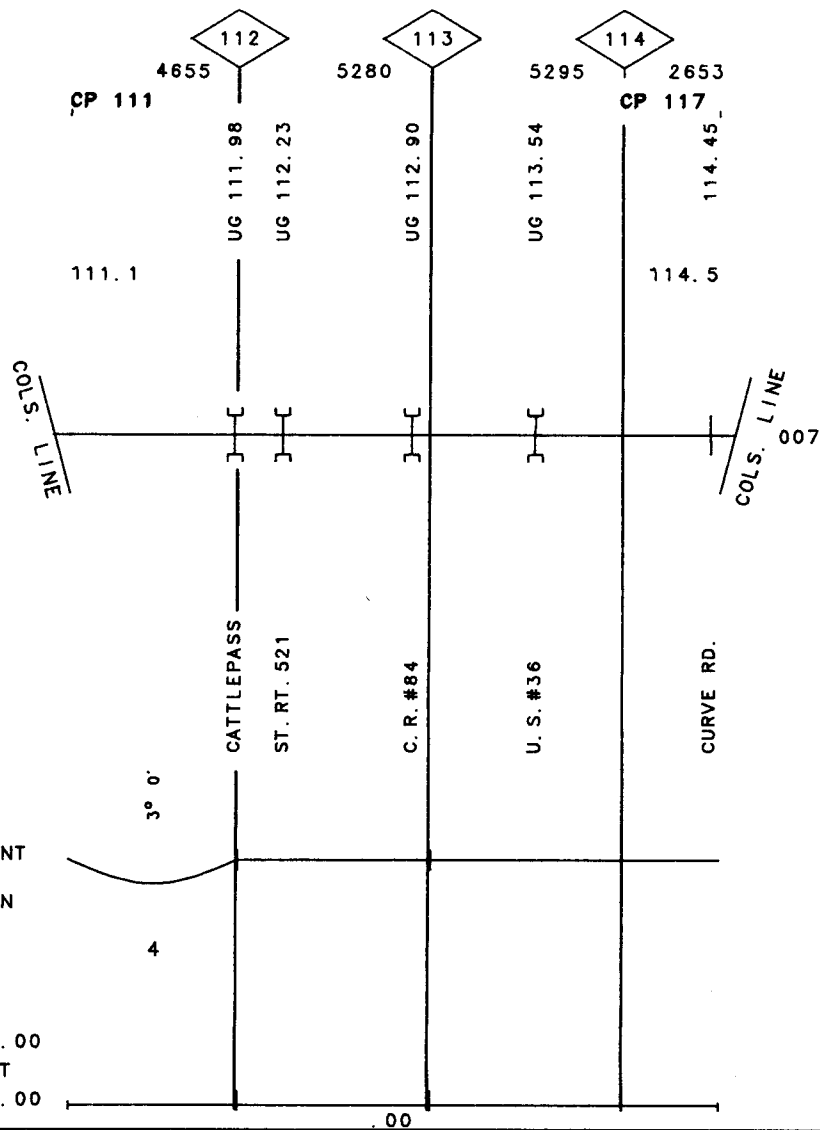 112 113 114
4655 5280 5295 2653
CP 111 CP 117
UG 111.98
UG 112.23
UG 112.90
UG 113.54
114.45
111.1 114.5
COLS. LINE
COLS. LINE
007
CATTLEPASS
ST. RT. 521
C. R. #84
U. S. #36
CURVE RD.
3° 0'
NT
N
4
.00
T
.00
.00